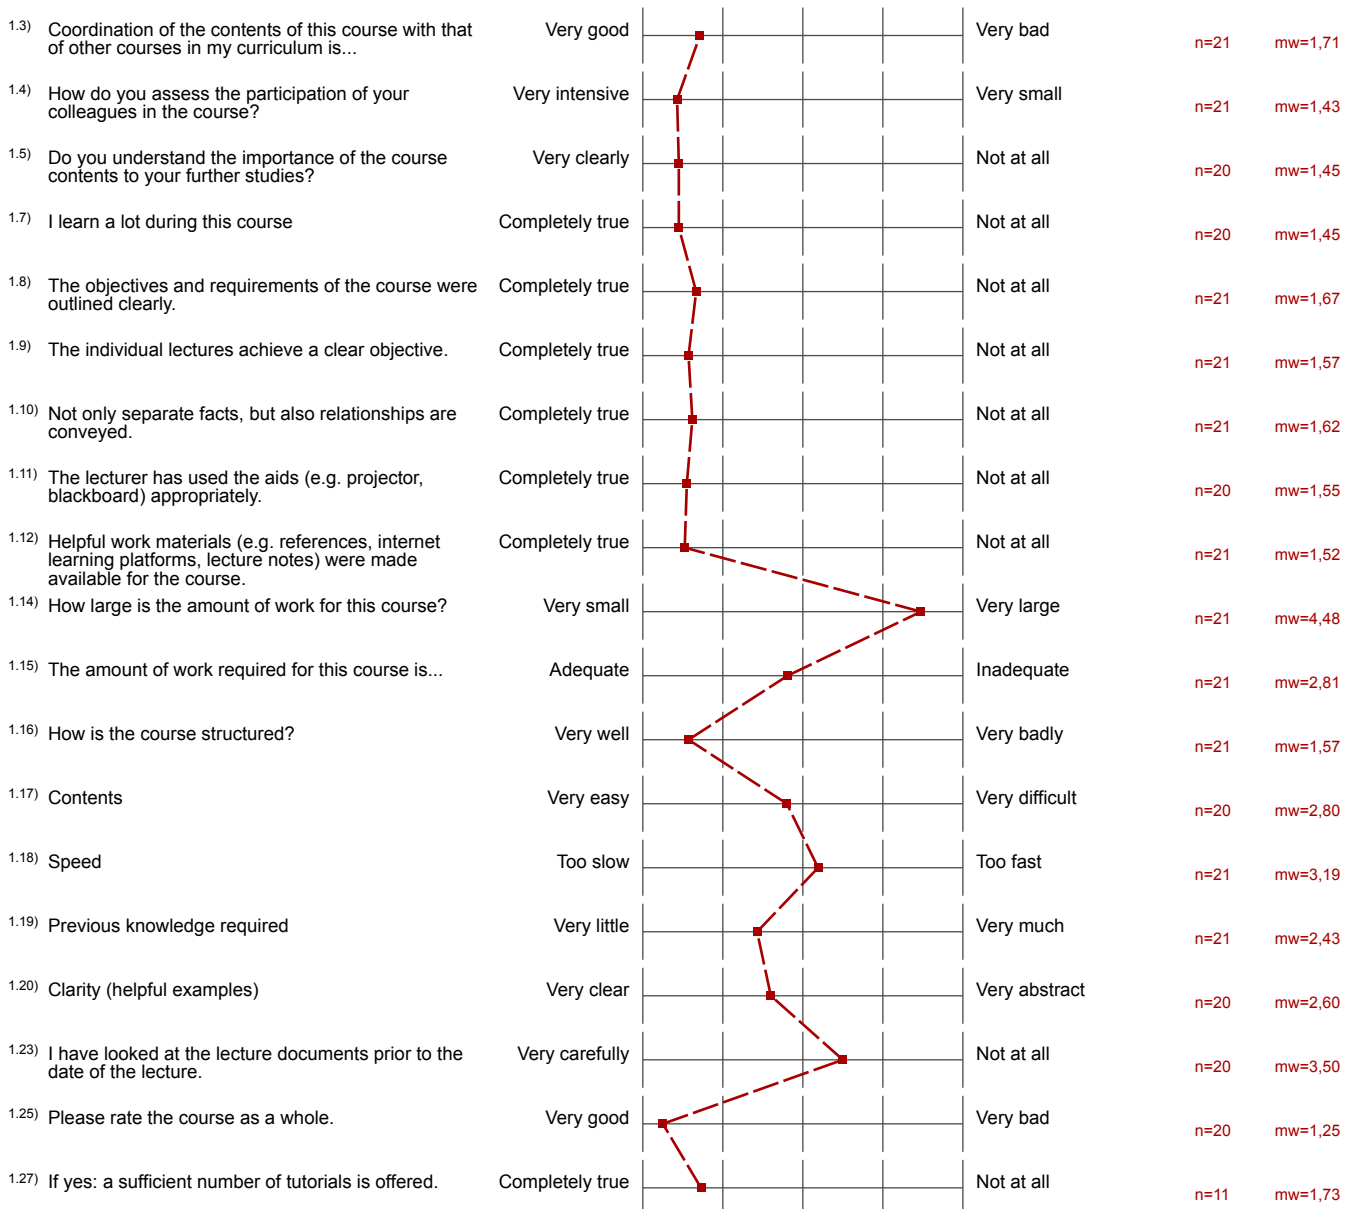 1.3) Coordination of the contents of this course with that of other courses in my curriculum is... Very good Very bad n=21 mw=1,71
1.4) How do you assess the participation of your colleagues in the course? Very intensive Very small n=21 mw=1,43
1.5) Do you understand the importance of the course contents to your further studies? Very clearly Not at all n=20 mw=1,45
1.7) I learn a lot during this course Completely true Not at all n=20 mw=1,45
1.8) The objectives and requirements of the course were outlined clearly. Completely true Not at all n=21 mw=1,67
1.9) The individual lectures achieve a clear objective. Completely true Not at all n=21 mw=1,57
1.10) Not only separate facts, but also relationships are conveyed. Completely true Not at all n=21 mw=1,62
1.11) The lecturer has used the aids (e.g. projector, blackboard) appropriately. Completely true Not at all n=20 mw=1,55
1.12) Helpful work materials (e.g. references, internet learning platforms, lecture notes) were made available for the course. Completely true Not at all n=21 mw=1,52
1.14) How large is the amount of work for this course? Very small Very large n=21 mw=4,48
1.15) The amount of work required for this course is... Adequate Inadequate n=21 mw=2,81
1.16) How is the course structured? Very well Very badly n=21 mw=1,57
1.17) Contents Very easy Very difficult n=20 mw=2,80
1.18) Speed Too slow Too fast n=21 mw=3,19
1.19) Previous knowledge required Very little Very much n=21 mw=2,43
1.20) Clarity (helpful examples) Very clear Very abstract n=20 mw=2,60
1.23) I have looked at the lecture documents prior to the date of the lecture. Very carefully Not at all n=20 mw=3,50
1.25) Please rate the course as a whole. Very good Very bad n=20 mw=1,25
1.27) If yes: a sufficient number of tutorials is offered. Completely true Not at all n=11 mw=1,73